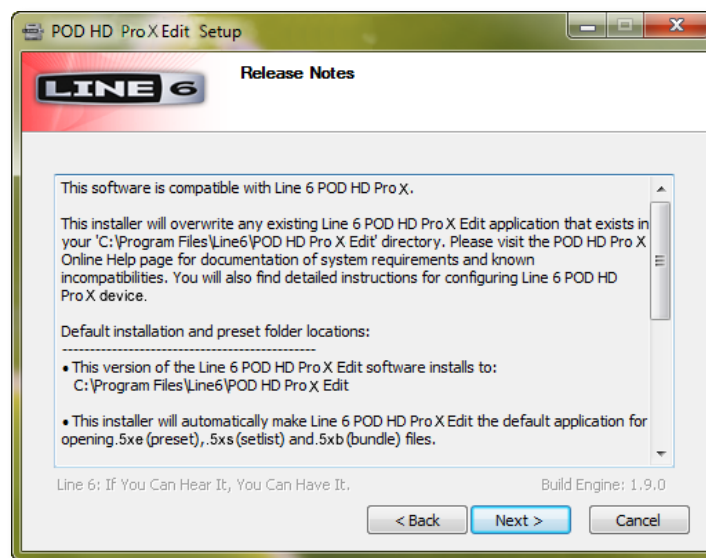 POD HD Pro X Edit Setup
LINE 6
Release Notes
This software is compatible with Line 6 POD HD Pro X.
This installer will overwrite any existing Line 6 POD HD Pro X Edit application that exists in
your 'C:\Program Files\Line6\POD HD Pro X Edit' directory. Please visit the POD HD Pro X
Online Help page for documentation of system requirements and known
incompatibilities. You will also find detailed instructions for configuring Line 6 POD HD
Pro X device.
Default installation and preset folder locations:
----------------------------------------------
• This version of the Line 6 POD HD Pro X Edit software installs to:
C:\Program Files\Line6\POD HD Pro X Edit
• This installer will automatically make Line 6 POD HD Pro X Edit the default application for
opening.5xe (preset),.5xs (setlist) and.5xb (bundle) files.
Line 6: If You Can Hear It, You Can Have It.
Build Engine: 1.9.0
< Back
Next >
Cancel